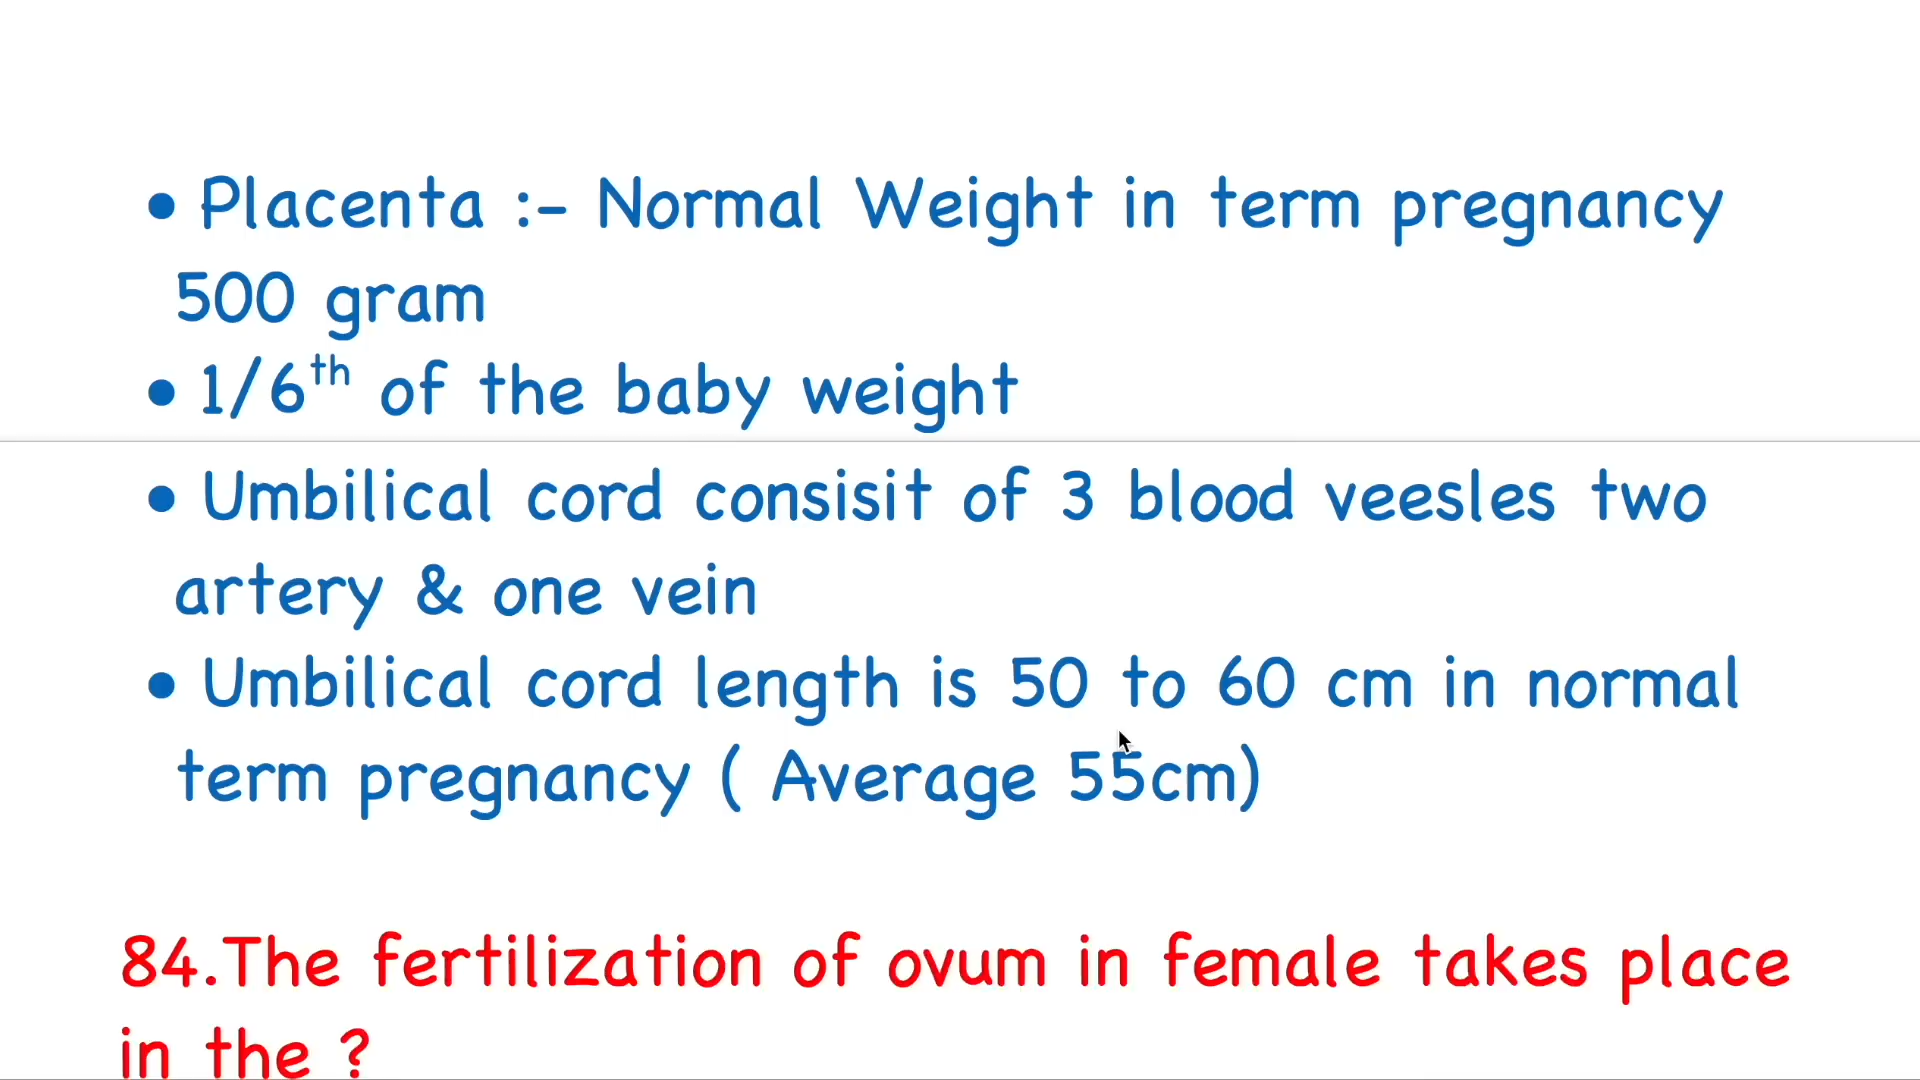 • Placenta :- Normal Weight in term pregnancy
500 gram
• 1/6th of the baby weight
• Umbilical cord consisit of 3 blood veesles two
artery & one vein
• Umbilical cord length is 50 to 60 cm in normal
term pregnancy ( Average 55cm)
84.The fertilization of ovum in female takes place
in the ?